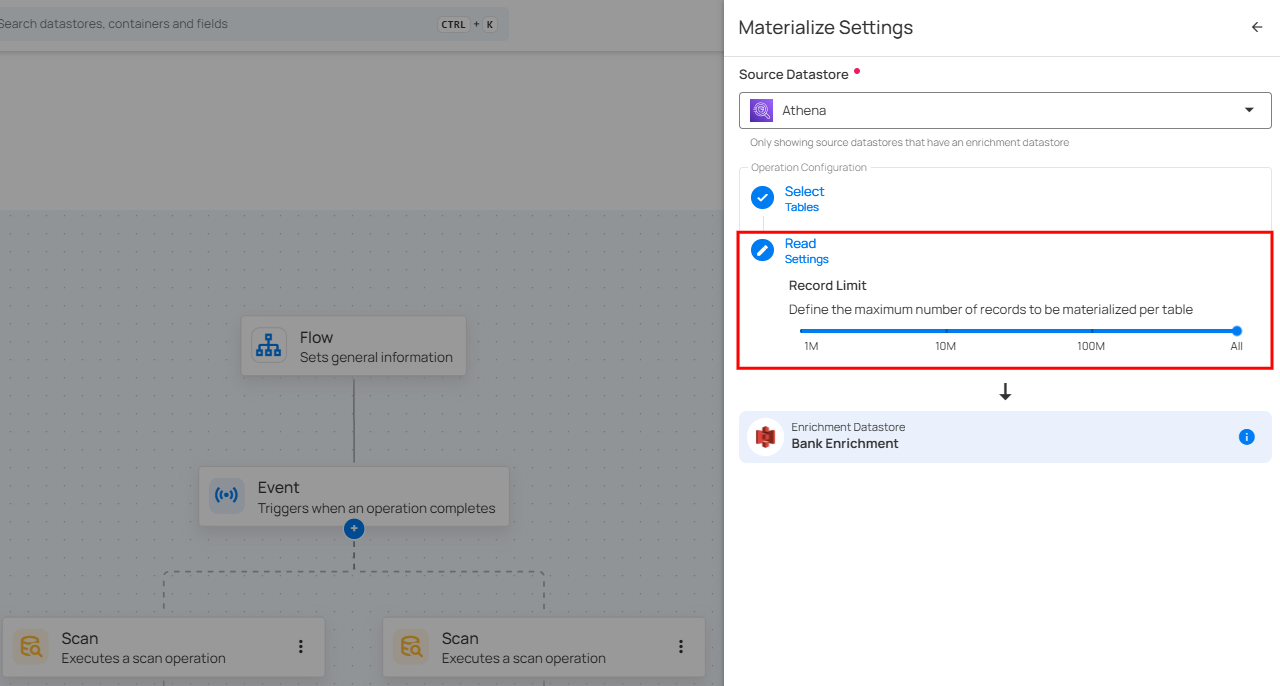 Search datastores, containers and fields
CTRL + K
Flow
Sets general information
Event
Triggers when an operation completes
Scan
Executes a scan operation
Scan
Executes a scan operation
Materialize Settings
Source Datastore
Athena
Only showing source datastores that have an enrichment datastore
Operation Configuration
Select
Tables
Read
Settings
Record Limit
Define the maximum number of records to be materialized per table
1M 10M 100M All
Enrichment Datastore
Bank Enrichment